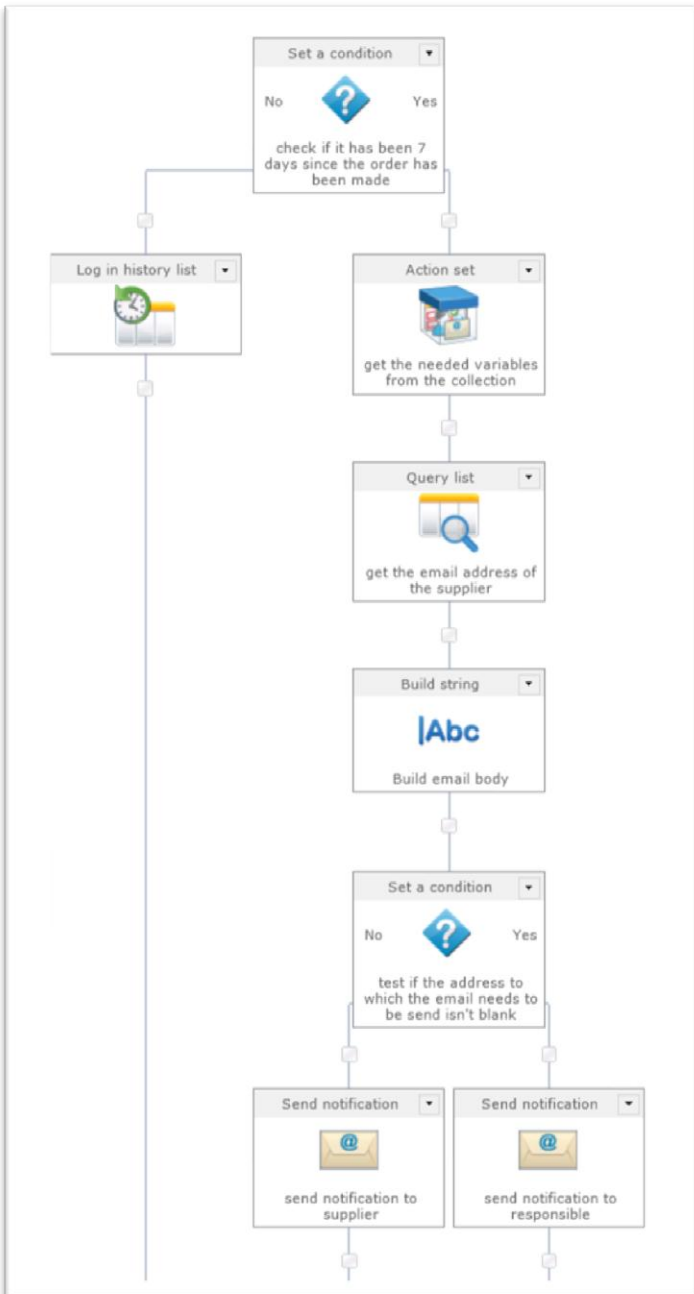 Set a condition
No
Yes
check if it has been 7
days since the order has
been made
Log in history list
Action set
get the needed variables
from the collection
Query list
get the email address of
the supplier
Build string
|Abc
Build email body
Set a condition
No
Yes
test if the address to
which the email needs to
be send isn't blank
Send notification
send notification to
supplier
Send notification
send notification to
responsible